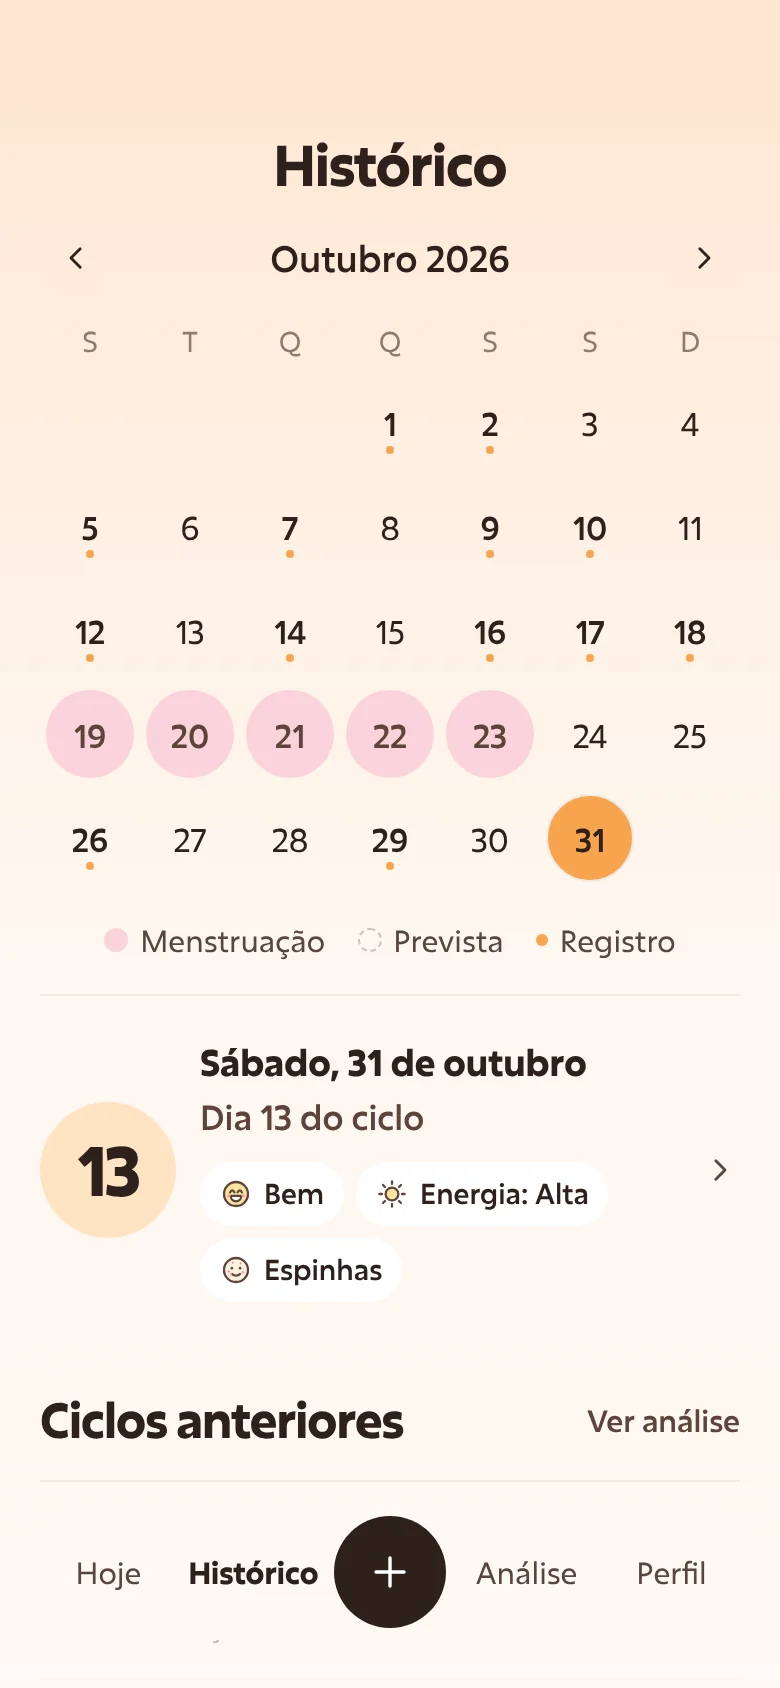 Histórico
Outubro 2026
S T Q Q S S D
1 2 3 4
5 6 7 8 9 10 11
12 13 14 15 16 17 18
19 20 21 22 23 24 25
26 27 28 29 30 31
Menstruação Prevista Registro
13
Sábado, 31 de outubro
Dia 13 do ciclo
Bem Energia: Alta
Espinhas
Ciclos anteriores Ver análise
Hoje Histórico + Análise Perfil